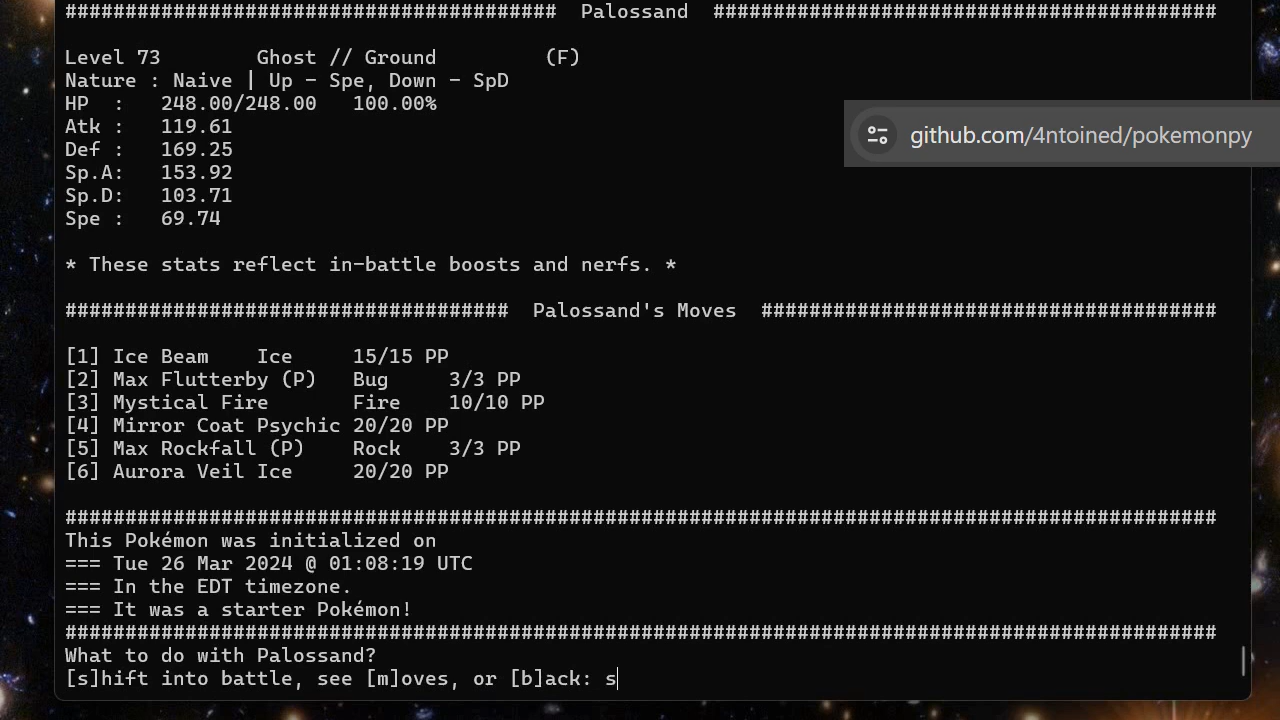 ######################################### Palossand ##########################################
Level 73 Ghost // Ground (F)
Nature : Naive | Up - Spe, Down - SpD
HP : 248.00/248.00 100.00%
Atk : 119.61
github.com/4ntoined/pokemonpy
Def : 169.25
Sp.A: 153.92
Sp.D: 103.71
Spe : 69.74
* These stats reflect in-battle boosts and nerfs. *
##################################### Palossand's Moves ######################################
[1] Ice Beam Ice 15/15 PP
[2] Max Flutterby (P) Bug 3/3 PP
[3] Mystical Fire Fire 10/10 PP
[4] Mirror Coat Psychic 20/20 PP
[5] Max Rockfall (P) Rock 3/3 PP
[6] Aurora Veil Ice 20/20 PP
################################################################################################
This Pokémon was initialized on
=== Tue 26 Mar 2024 @ 01:08:19 UTC
=== In the EDT timezone.
=== It was a starter Pokémon!
################################################################################################
What to do with Palossand?
[s]hift into battle, see [m]oves, or [b]ack: s